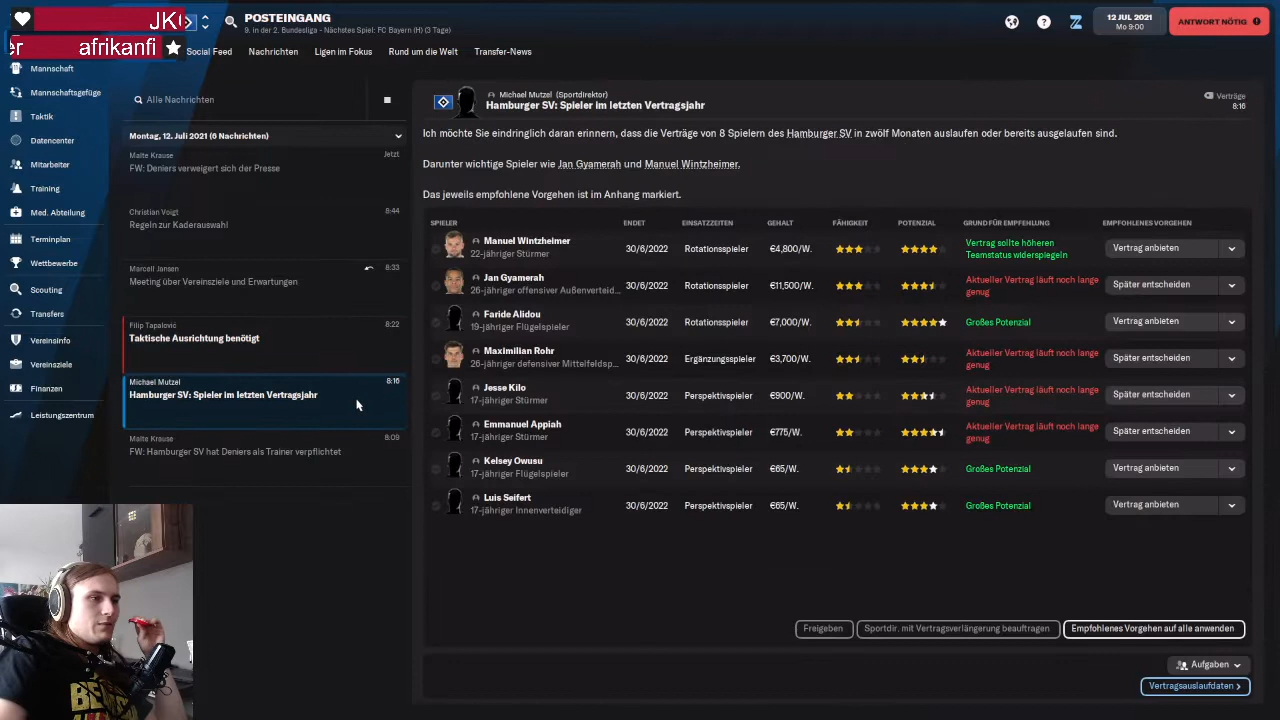 JK
er afrikanfi
POSTEINGANG
9. in der 2. Bundesliga - Nächstes Spiel: FC Bayern (H) (3 Tage)
12 JUL 2021
Mo 9:00
ANTWORT NÖTIG
Social Feed
Nachrichten
Ligen im Fokus
Rund um die Welt
Transfer-News
Mannschaft
Mannschaftsgefüge
Taktik
Datencenter
Mitarbeiter
Training
Med. Abteilung
Terminplan
Wettbewerbe
Scouting
Transfers
Vereinsinfo
Vereinsziele
Finanzen
Leistungszentrum
Alle Nachrichten
Montag, 12. Juli 2021 (6 Nachrichten)
Malte Krause Jetzt
FW: Deniers verweigert sich der Presse
Christian Voigt 8:44
Regeln zur Kaderauswahl
Marcell Jansen 8:33
Meeting über Vereinsziele und Erwartungen
Filip Tapalović 8:22
Taktische Ausrichtung benötigt
Michael Mutzel 8:16
Hamburger SV: Spieler im letzten Vertragsjahr
Malte Krause 8:09
FW: Hamburger SV hat Deniers als Trainer verpflichtet
Michael Mutzel (Sportdirektor)
Hamburger SV: Spieler im letzten Vertragsjahr
Verträge
8:16
Ich möchte Sie eindringlich daran erinnern, dass die Verträge von 8 Spielern des Hamburger SV in zwölf Monaten auslaufen oder bereits ausgelaufen sind.
Darunter wichtige Spieler wie Jan Gyamerah und Manuel Wintzheimer.
Das jeweils empfohlene Vorgehen ist im Anhang markiert.
SPIELER ENDET EINSATZZEITEN GEHALT FÄHIGKEIT POTENZIAL GRUND FÜR EMPFEHLUNG EMPFOHLENES VORGEHEN
Manuel Wintzheimer
22-jähriger Stürmer
30/6/2022 Rotationsspieler €4,800/W.
Vertrag sollte höheren
Teamstatus widerspiegeln
Vertrag anbieten
Jan Gyamerah
26-jähriger offensiver Außenverteid...
30/6/2022 Rotationsspieler €11,500/W.
Aktueller Vertrag läuft noch lange
genug
Später entscheiden
Faride Alidou
19-jähriger Flügelspieler
30/6/2022 Rotationsspieler €7,000/W.
Großes Potenzial
Vertrag anbieten
Maximilian Rohr
26-jähriger defensiver Mittelfeldsp...
30/6/2022 Ergänzungsspieler €3,700/W.
Aktueller Vertrag läuft noch lange
genug
Später entscheiden
Jesse Kilo
17-jähriger Stürmer
30/6/2022 Perspektivspieler €900/W.
Aktueller Vertrag läuft noch lange
genug
Später entscheiden
Emmanuel Appiah
17-jähriger Stürmer
30/6/2022 Perspektivspieler €775/W.
Aktueller Vertrag läuft noch lange
genug
Später entscheiden
Kelsey Owusu
17-jähriger Flügelspieler
30/6/2022 Perspektivspieler €65/W.
Großes Potenzial
Vertrag anbieten
Luis Seifert
17-jähriger Innenverteidiger
30/6/2022 Perspektivspieler €65/W.
Großes Potenzial
Vertrag anbieten
Freigeben
Sportdir. mit Vertragsverlängerung beauftragen
Empfohlenes Vorgehen auf alle anwenden
Aufgaben
Vertragsauslaufdaten